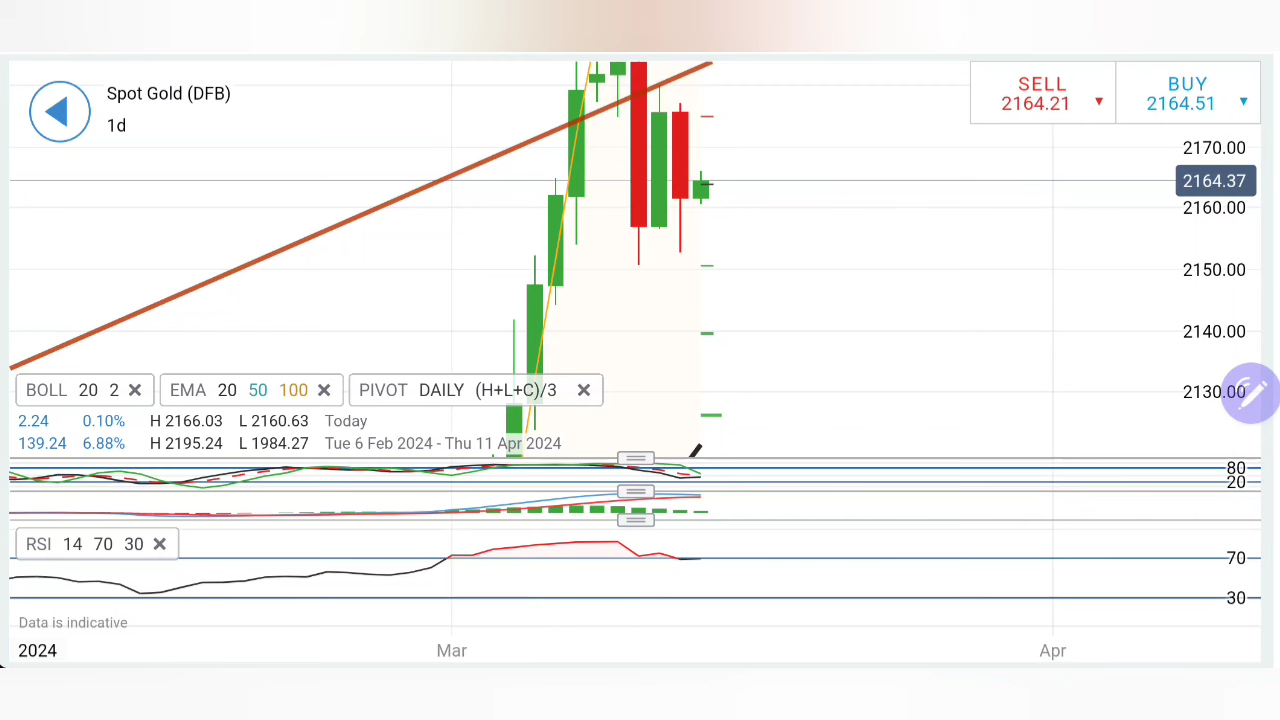 Spot Gold (DFB)
1d
SELL
2164.21
BUY
2164.51
2170.00
2164.37
2160.00
2150.00
2140.00
2130.00
BOLL 20 2
EMA 20 50 100
PIVOT DAILY (H+L+C)/3
2.24 0.10% H 2166.03 L 2160.63 Today
139.24 6.88% H 2195.24 L 1984.27 Tue 6 Feb 2024 - Thu 11 Apr 2024
80
20
RSI 14 70 30
70
30
Data is indicative
2024 Mar Apr